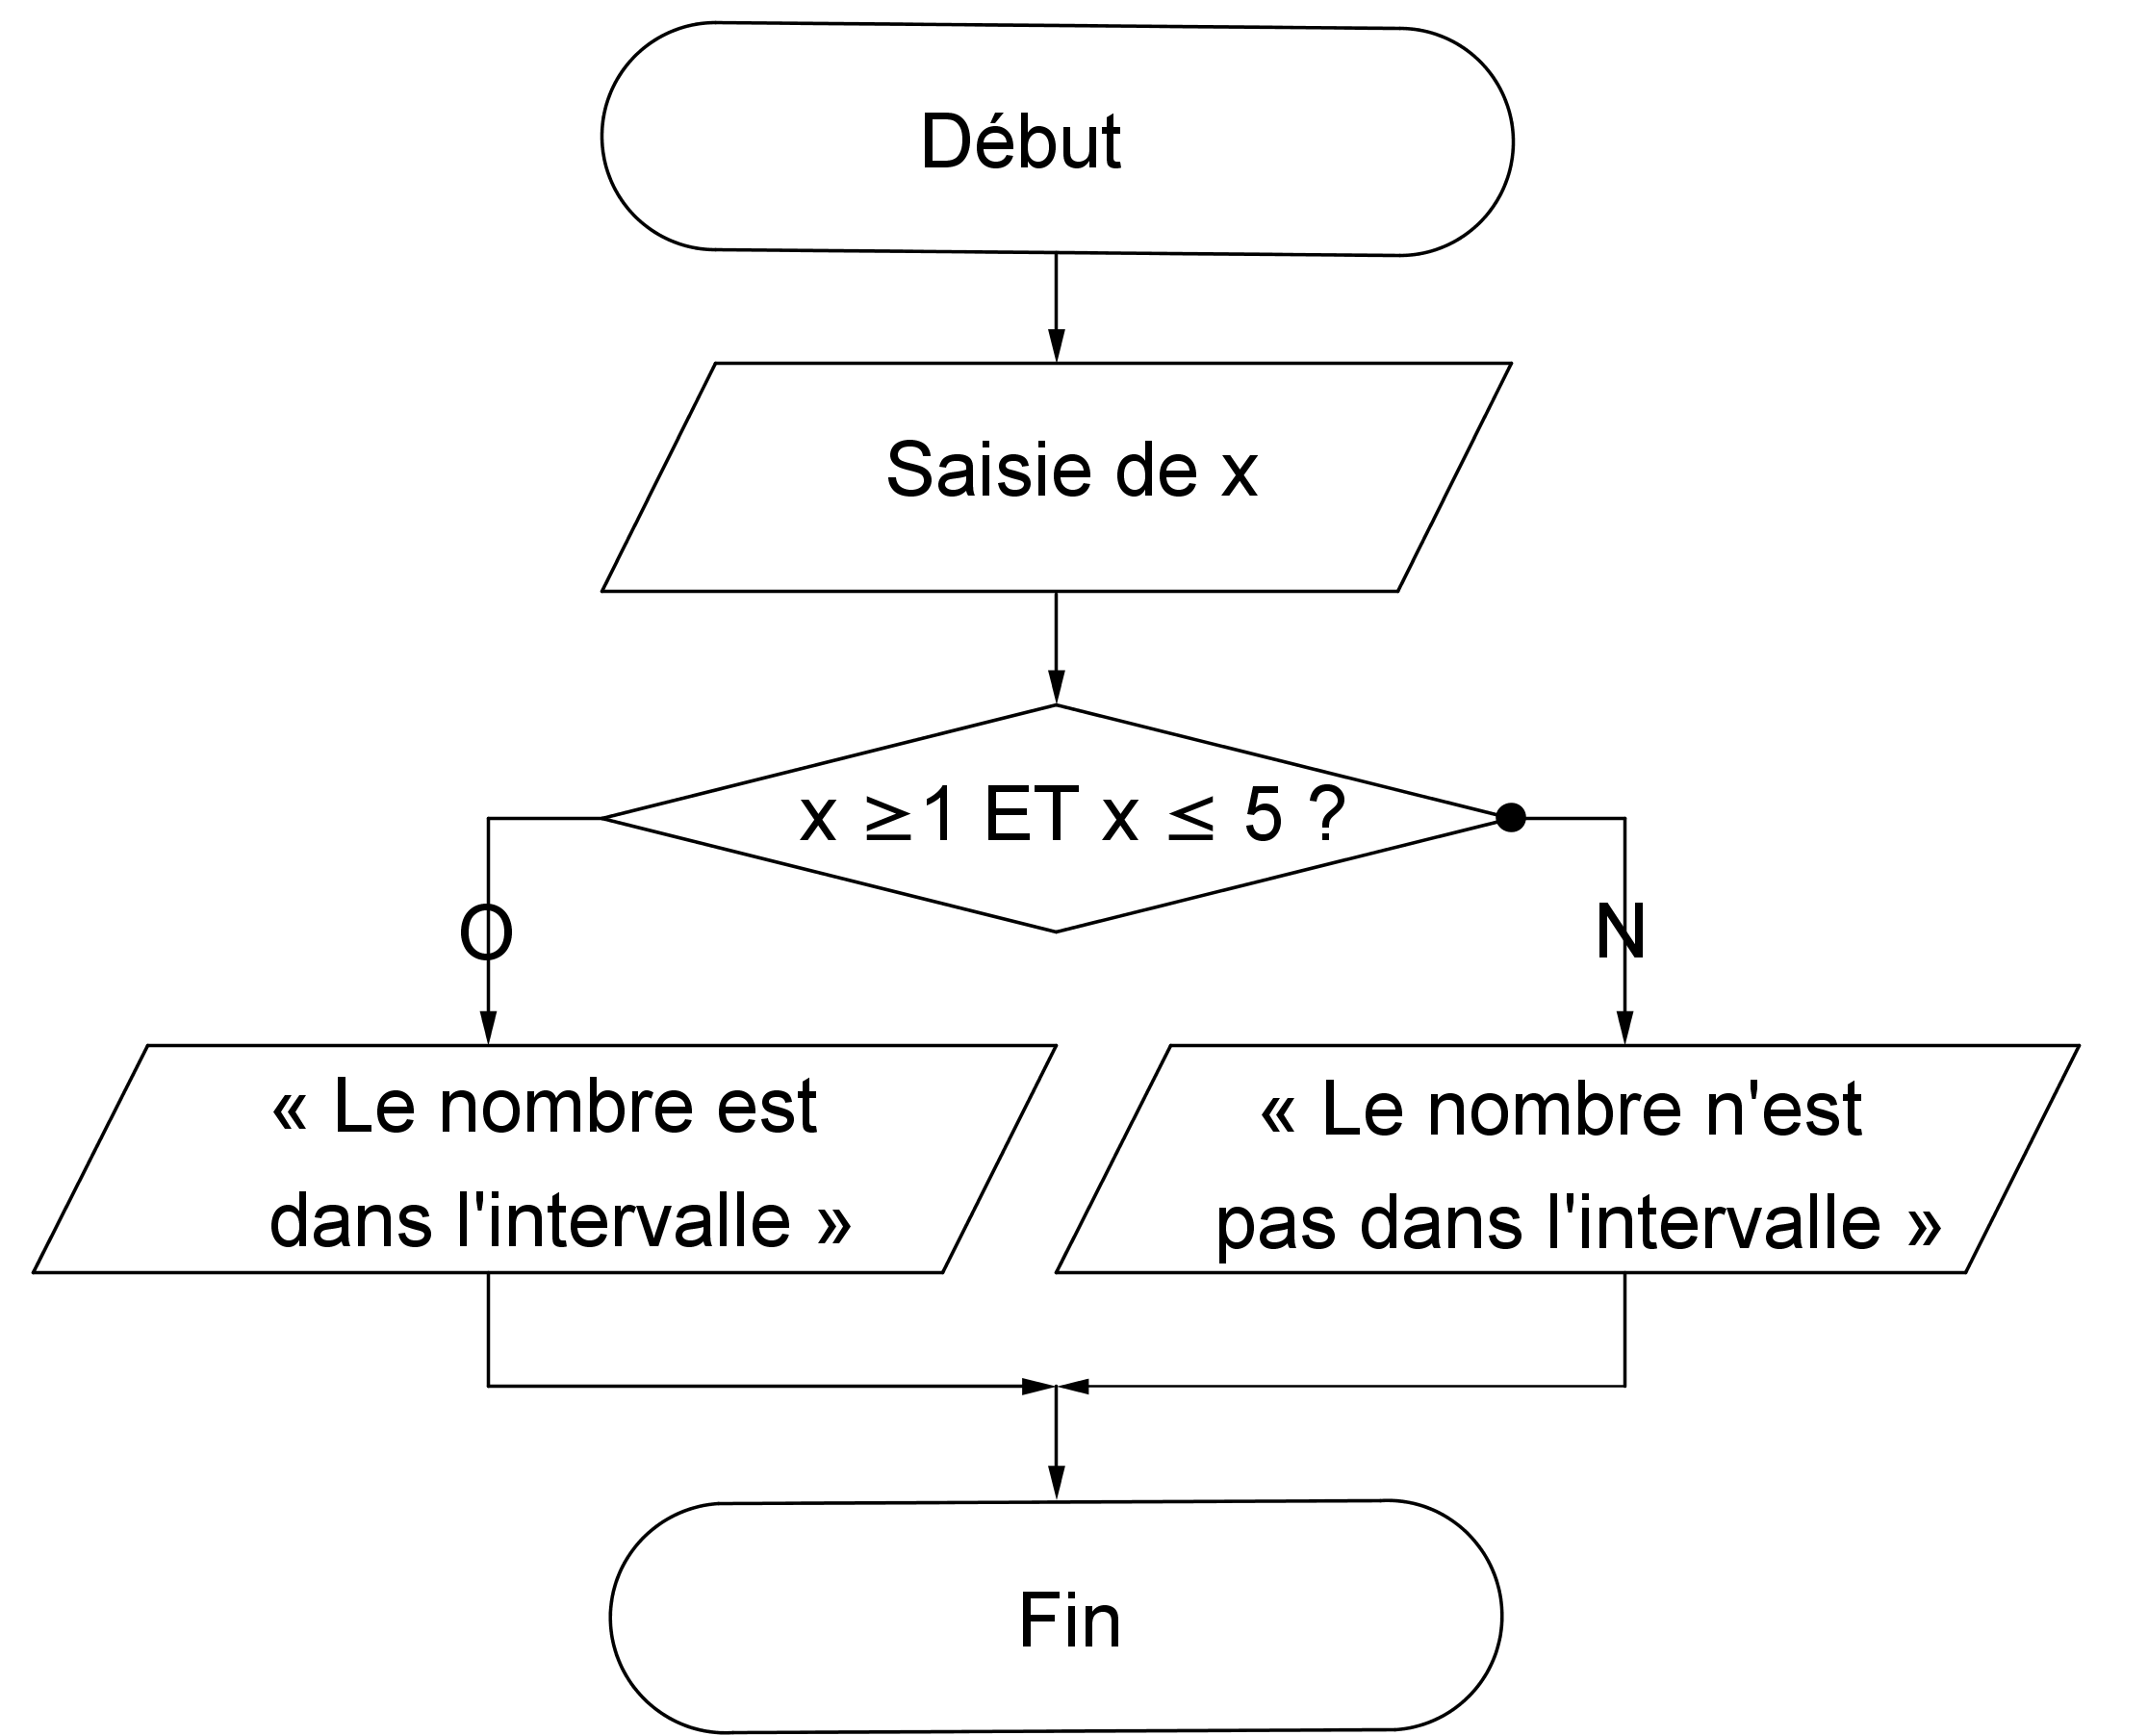 Début
Saisie de x
x ≥1 ET x ≤ 5 ?
O
N
« Le nombre est
dans l'intervalle »
« Le nombre n'est
pas dans l'intervalle »
Fin